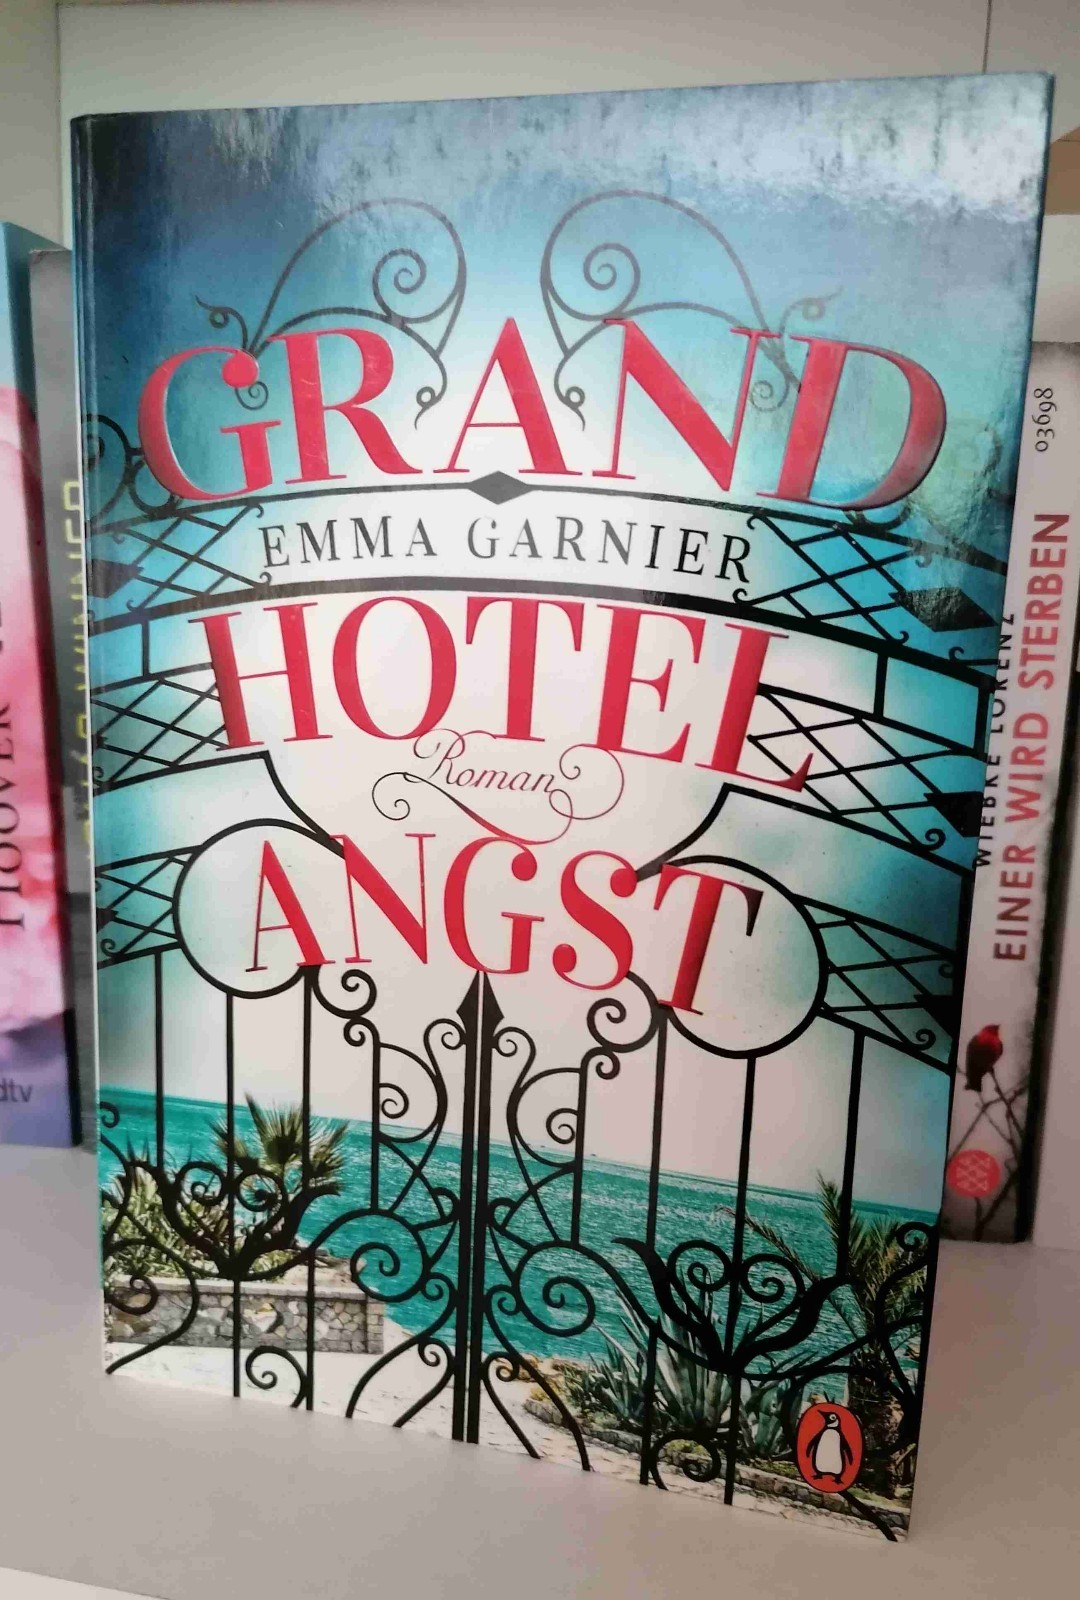 GRAND
EMMA GARNIER
HOTEL
Roman
ANGST
HOOVER
dtv
03698
WIEBKE LORENZ
EINER WIRD STERBEN